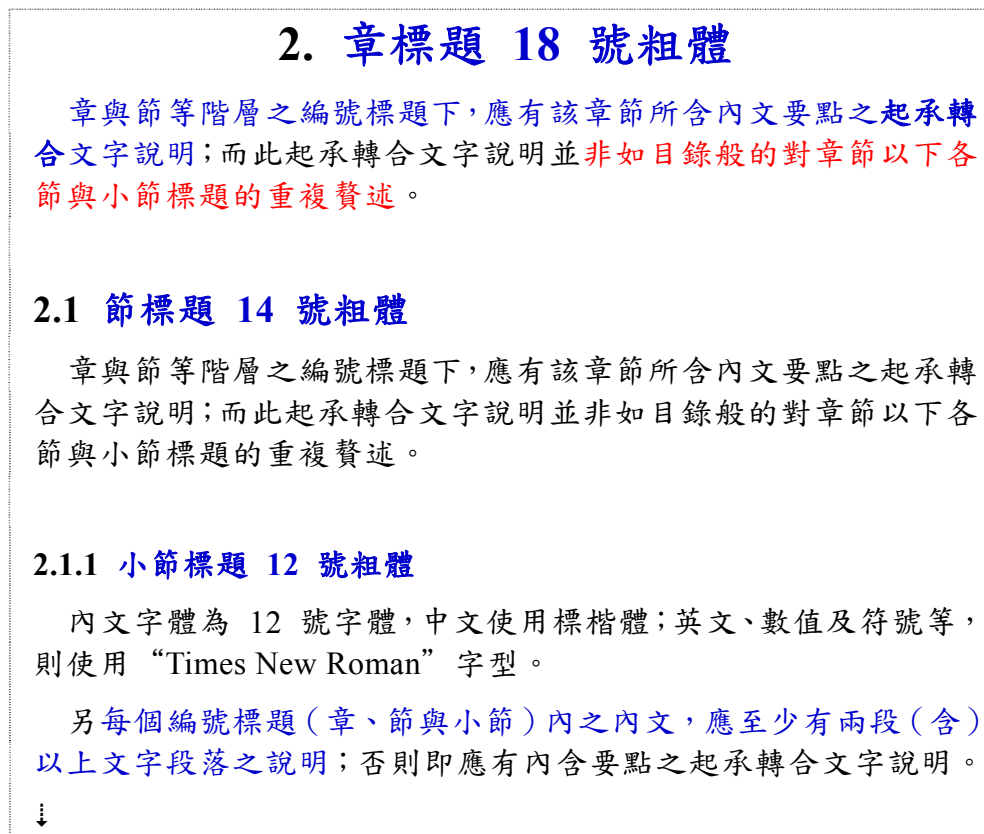 2. 章標題 18 號粗體
章與節等階層之編號標題下，應有該章節所含內文要點之起承轉
合文字說明；而此起承轉合文字說明並非如目錄般的對章節以下各
節與小節標題的重複贅述。
2.1 節標題 14 號粗體
章與節等階層之編號標題下，應有該章節所含內文要點之起承轉
合文字說明；而此起承轉合文字說明並非如目錄般的對章節以下各
節與小節標題的重複贅述。
2.1.1 小節標題 12 號粗體
內文字體為 12 號字體，中文使用標楷體；英文、數值及符號等，
則使用“Times New Roman”字型。
另每個編號標題（章、節與小節）內之內文，應至少有兩段（含）
以上文字段落之說明；否則即應有內含要點之起承轉合文字說明。
⇣